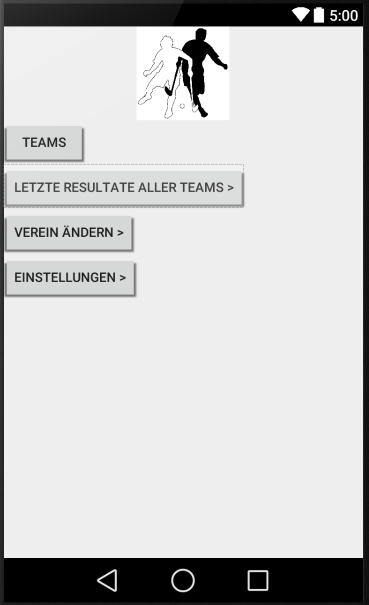 5:00
TEAMS
LETZTE RESULTATE ALLER TEAMS >
VEREIN ÄNDERN >
EINSTELLUNGEN >